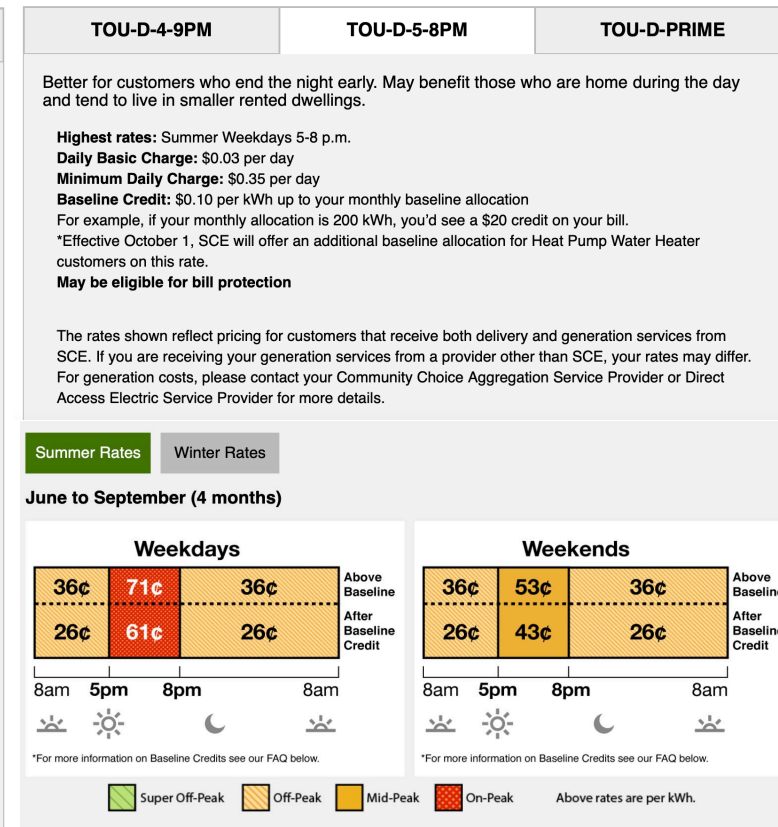 TOU-D-4-9PM
TOU-D-5-8PM
TOU-D-PRIME
Better for customers who end the night early. May benefit those who are home during the day
and tend to live in smaller rented dwellings.
Highest rates: Summer Weekdays 5-8 p.m.
Daily Basic Charge: $0.03 per day
Minimum Daily Charge: $0.35 per day
Baseline Credit: $0.10 per kWh up to your monthly baseline allocation
For example, if your monthly allocation is 200 kWh, you’d see a $20 credit on your bill.
*Effective October 1, SCE will offer an additional baseline allocation for Heat Pump Water Heater
customers on this rate.
May be eligible for bill protection
The rates shown reflect pricing for customers that receive both delivery and generation services from
SCE. If you are receiving your generation services from a provider other than SCE, your rates may differ.
For generation costs, please contact your Community Choice Aggregation Service Provider or Direct
Access Electric Service Provider for more details.
Summer Rates
Winter Rates
June to September (4 months)
Weekdays
36¢ 71¢ 36¢
Above
Baseline
26¢ 61¢ 26¢
After
Baseline
Credit
8am 5pm 8pm 8am
*For more information on Baseline Credits see our FAQ below.
Weekends
36¢ 53¢ 36¢
Above
Baselin
26¢ 43¢ 26¢
After
Baselin
Credit
8am 5pm 8pm 8am
*For more information on Baseline Credits see our FAQ below.
Super Off-Peak Off-Peak Mid-Peak On-Peak Above rates are per kWh.